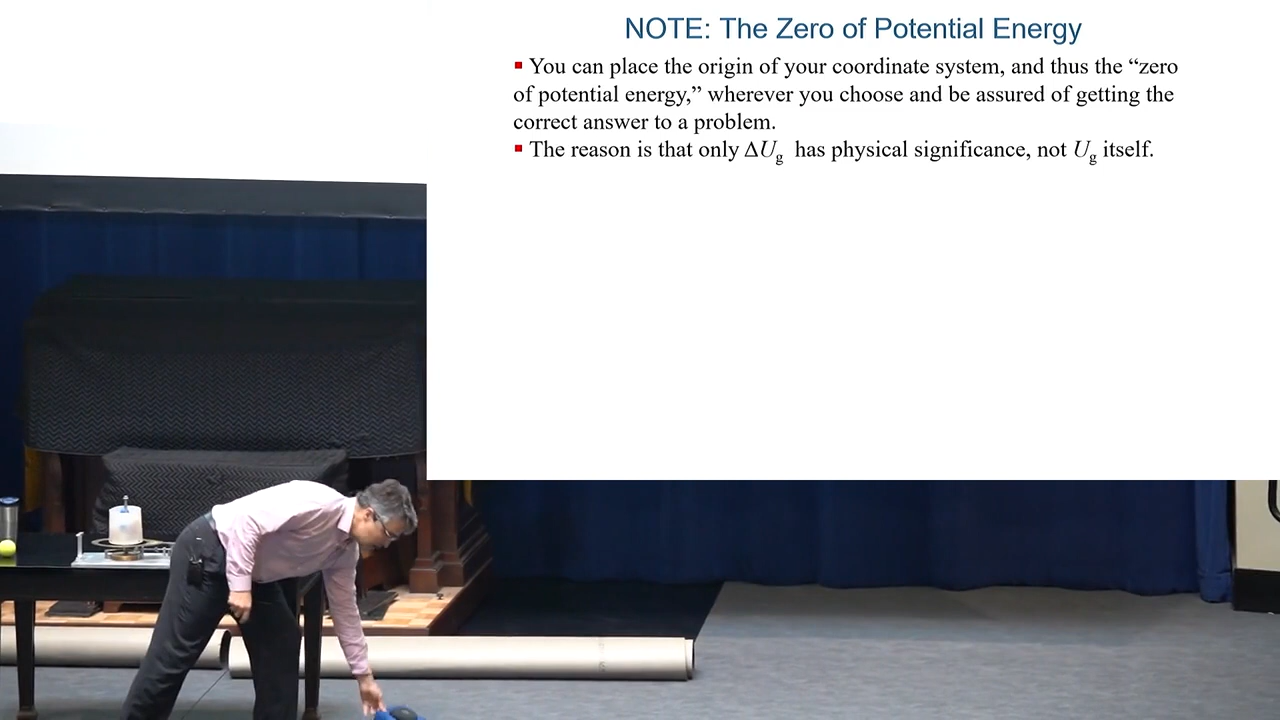 NOTE: The Zero of Potential Energy
▪ You can place the origin of your coordinate system, and thus the “zero
of potential energy,” wherever you choose and be assured of getting the
correct answer to a problem.
▪ The reason is that only ΔUg has physical significance, not Ug itself.